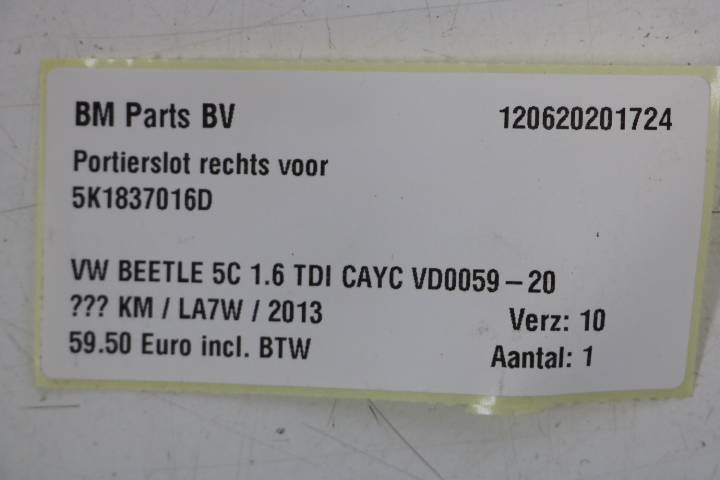 BM Parts BV 120620201724
Portierslot rechts voor
5K1837016D
VW BEETLE 5C 1.6 TDI CAYC VD0059 – 20
??? KM / LA7W / 2013 Verz: 10
59.50 Euro incl. BTW Aantal: 1